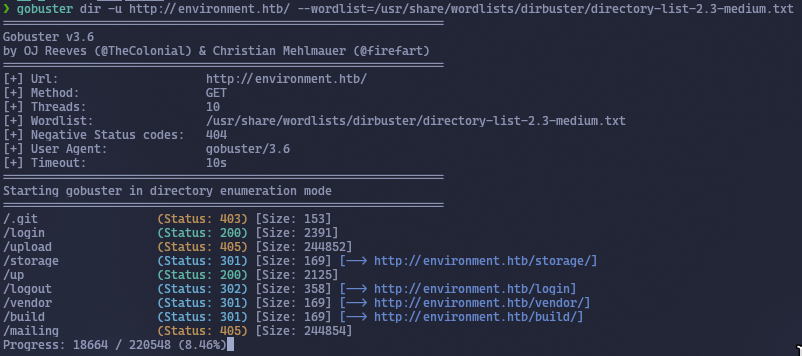 ❯ gobuster dir -u http://environment.htb/ --wordlist=/usr/share/wordlists/dirbuster/directory-list-2.3-medium.txt
===============================================================
Gobuster v3.6
by OJ Reeves (@TheColonial) & Christian Mehlmauer (@firefart)
===============================================================
[+] Url:                     http://environment.htb/
[+] Method:                  GET
[+] Threads:                 10
[+] Wordlist:                /usr/share/wordlists/dirbuster/directory-list-2.3-medium.txt
[+] Negative Status codes:   404
[+] User Agent:              gobuster/3.6
[+] Timeout:                 10s
===============================================================
Starting gobuster in directory enumeration mode
===============================================================
/.git                 (Status: 403) [Size: 153]
/login                (Status: 200) [Size: 2391]
/upload               (Status: 405) [Size: 244852]
/storage              (Status: 301) [Size: 169] [--> http://environment.htb/storage/]
/up                   (Status: 200) [Size: 2125]
/logout               (Status: 302) [Size: 358] [--> http://environment.htb/login]
/vendor               (Status: 301) [Size: 169] [--> http://environment.htb/vendor/]
/build                (Status: 301) [Size: 169] [--> http://environment.htb/build/]
/mailing              (Status: 405) [Size: 244854]
Progress: 18664 / 220548 (8.46%)